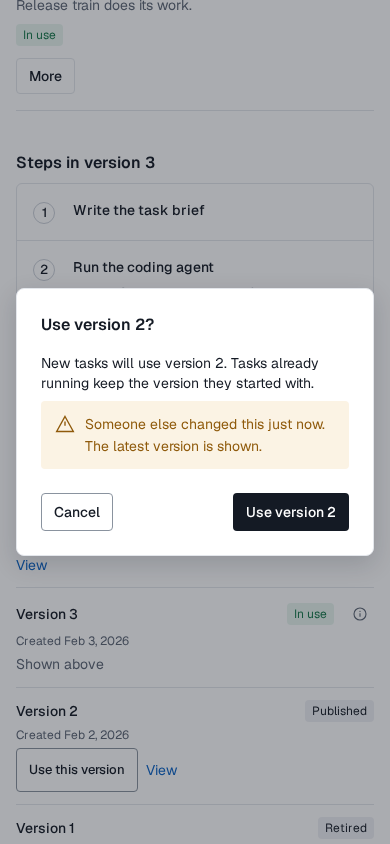 Release train does its work.
In use
More
Steps in version 3
1 Write the task brief
2 Run the coding agent
Use version 2?
New tasks will use version 2. Tasks already
running keep the version they started with.
Someone else changed this just now.
The latest version is shown.
Cancel
Use version 2
View
Version 3
In use
Created Feb 3, 2026
Shown above
Version 2
Published
Created Feb 2, 2026
Use this version
View
Version 1
Retired